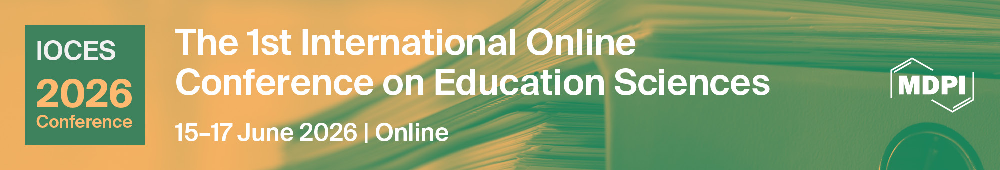 IOCES
2026
Conference
The 1st International Online
Conference on Education Sciences
15–17 June 2026 | Online
MDPI